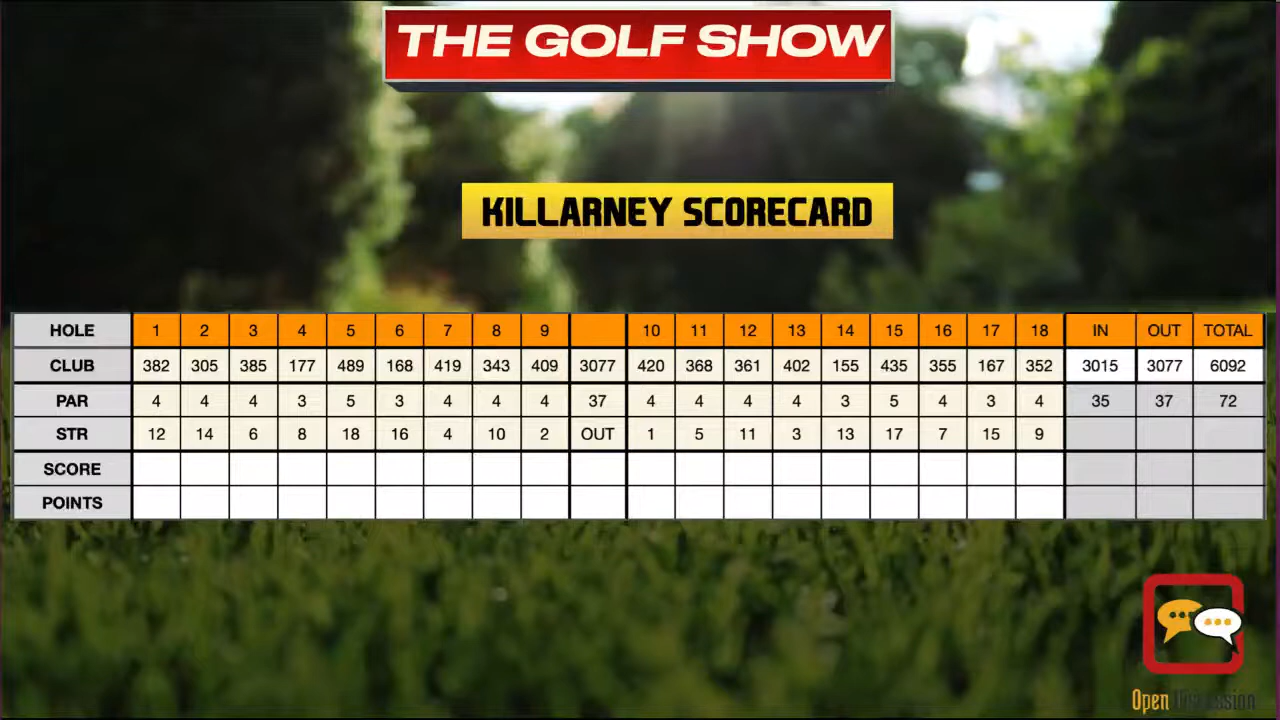 THE GOLF SHOW
KILLARNEY SCORECARD
HOLE 1 2 3 4 5 6 7 8 9 10 11 12 13 14 15 16 17 18 IN OUT TOTAL
CLUB 382 305 385 177 489 168 419 343 409 3077 420 368 361 402 155 435 355 167 352 3015 3077 6092
PAR 4 4 4 3 5 3 4 4 4 37 4 4 4 4 3 5 4 3 4 35 37 72
STR 12 14 6 8 18 16 4 10 2 OUT 1 5 11 3 13 17 7 15 9
SCORE
POINTS
Open